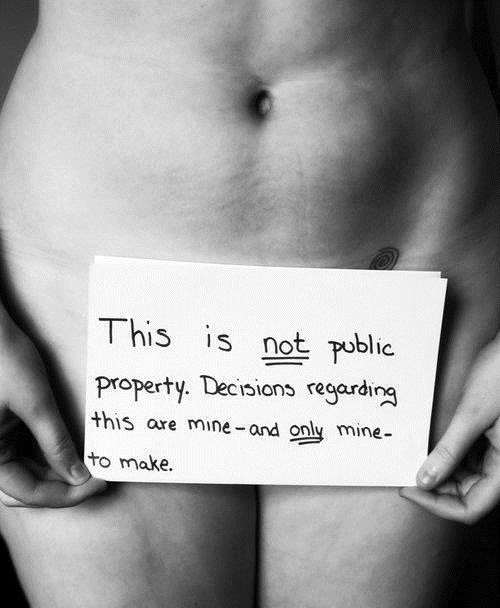 This is not public
property. Decisions regarding
this are mine-and only mine-
to make.